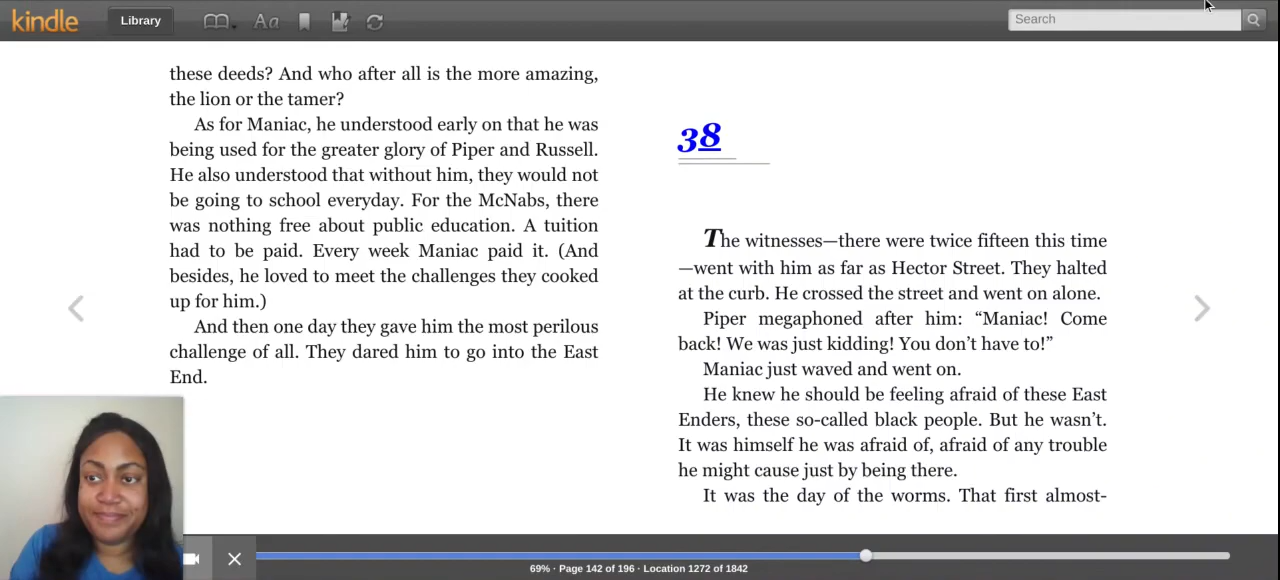 kindle
Library
Aa
Search
these deeds? And who after all is the more amazing,
the lion or the tamer?
As for Maniac, he understood early on that he was
being used for the greater glory of Piper and Russell.
He also understood that without him, they would not
be going to school everyday. For the McNabs, there
was nothing free about public education. A tuition
had to be paid. Every week Maniac paid it. (And
besides, he loved to meet the challenges they cooked
up for him.)
And then one day they gave him the most perilous
challenge of all. They dared him to go into the East
End.
38
The witnesses—there were twice fifteen this time
—went with him as far as Hector Street. They halted
at the curb. He crossed the street and went on alone.
Piper megaphoned after him: “Maniac! Come
back! We was just kidding! You don’t have to!”
Maniac just waved and went on.
He knew he should be feeling afraid of these East
Enders, these so-called black people. But he wasn’t.
It was himself he was afraid of, afraid of any trouble
he might cause just by being there.
It was the day of the worms. That first almost-
69% · Page 142 of 196 · Location 1272 of 1842